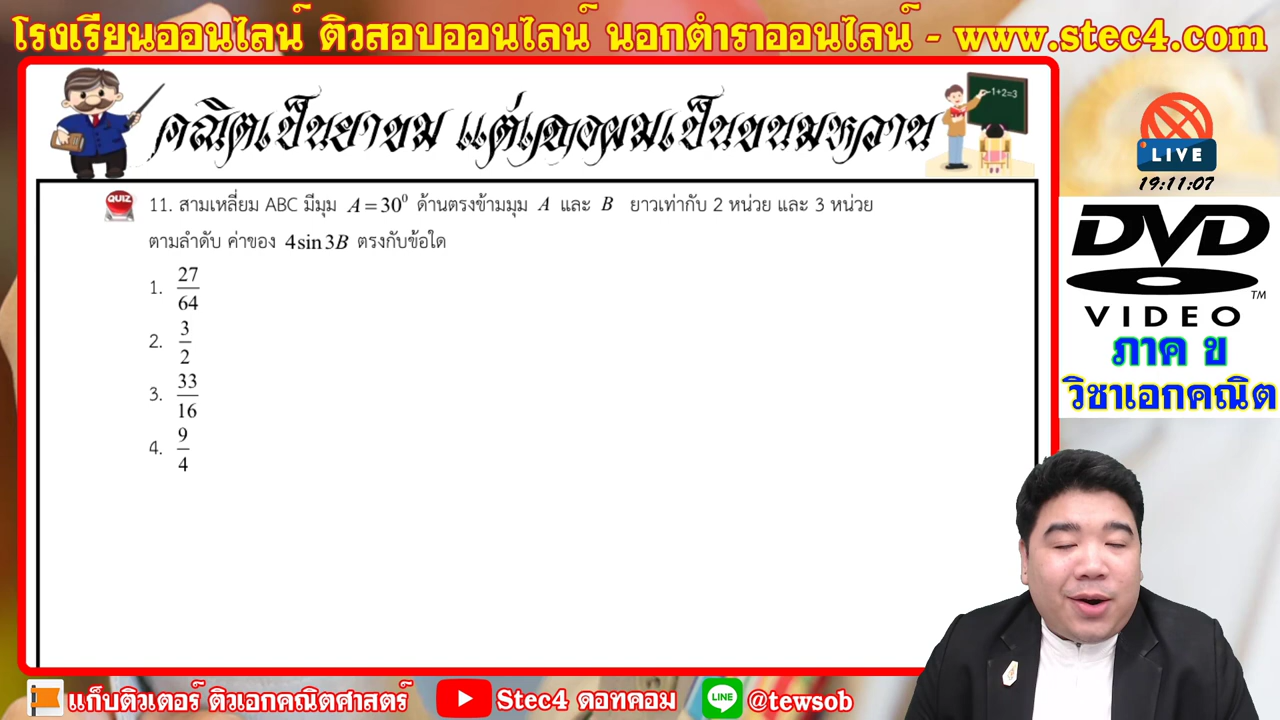 โรงเรียนออนไลน์ ติวสอบออนไลน์ นอกตำราออนไลน์ - www.stec4.com
คณิตเป็นยาขม แต่เธอผมเป็นขนมหวาน
1+2=3
LIVE
19:11:07
QUIZ
11. สามเหลี่ยม ABC มีมุม A = 30⁰ ด้านตรงข้ามมุม A และ B ยาวเท่ากับ 2 หน่วย และ 3 หน่วย
ตามลำดับ ค่าของ 4sin3B ตรงกับข้อใด
1. 27/64
2. 3/2
3. 33/16
4. 9/4
DVD
TM
VIDEO
ภาค ข
วิชาเอกคณิต
แก็บติวเตอร์ ติวเอกคณิตศาสตร์
Stec4 ดอทคอม
LINE
@tewsob